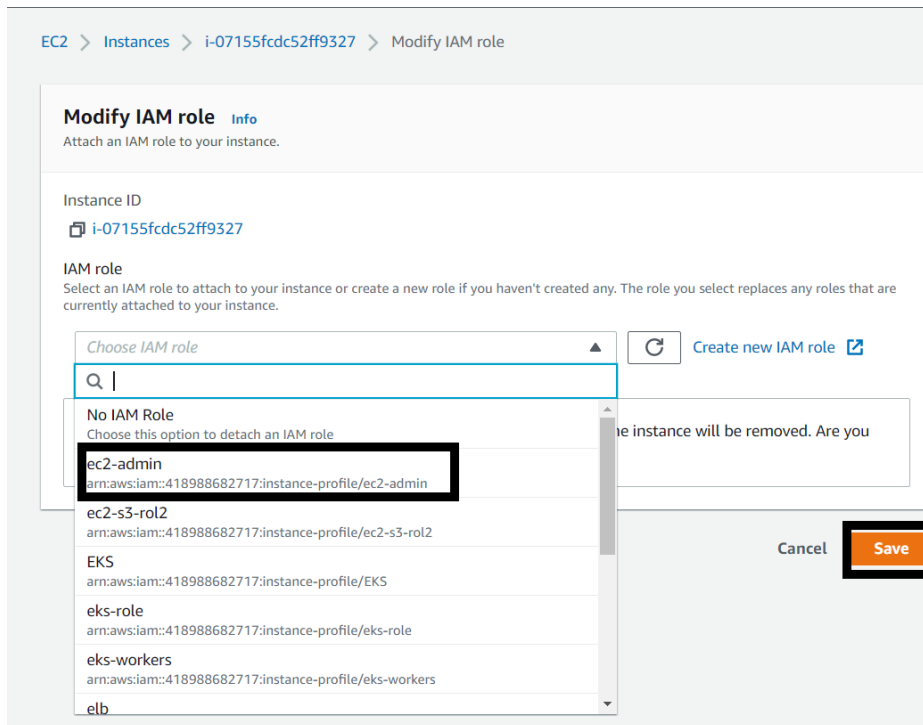 EC2 > Instances > i-07155fcdc52ff9327 > Modify IAM role
Modify IAM role Info
Attach an IAM role to your instance.
Instance ID
i-07155fcdc52ff9327
IAM role
Select an IAM role to attach to your instance or create a new role if you haven't created any. The role you select replaces any roles that are
currently attached to your instance.
Choose IAM role
Create new IAM role
No IAM Role
Choose this option to detach an IAM role
instance will be removed. Are you
ec2-admin
arn:aws:iam::418988682717:instance-profile/ec2-admin
ec2-s3-rol2
arn:aws:iam::418988682717:instance-profile/ec2-s3-rol2
Cancel
Save
EKS
arn:aws:iam::418988682717:instance-profile/EKS
eks-role
arn:aws:iam::418988682717:instance-profile/eks-role
eks-workers
arn:aws:iam::418988682717:instance-profile/eks-workers
elb